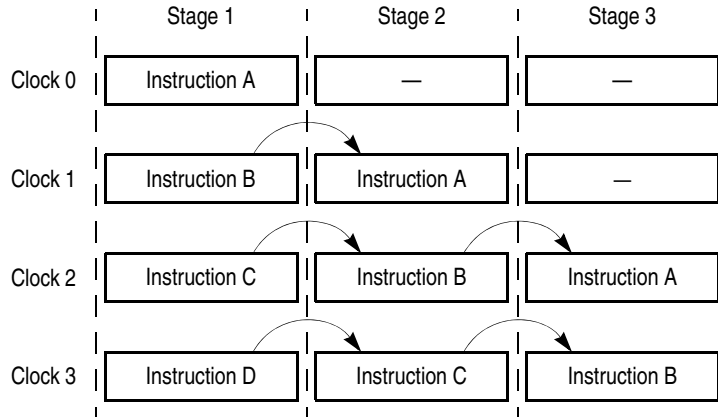 Stage 1 Stage 2 Stage 3
Clock 0 Instruction A — —
Clock 1 Instruction B Instruction A —
Clock 2 Instruction C Instruction B Instruction A
Clock 3 Instruction D Instruction C Instruction B